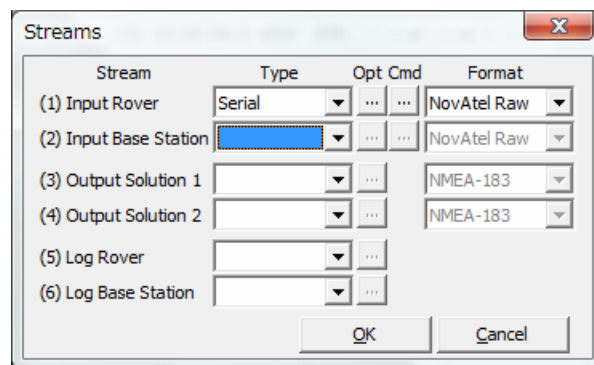 Streams
Stream Type Opt Cmd Format
(1) Input Rover Serial ... ... NovAtel Raw
(2) Input Base Station ... ... NovAtel Raw
(3) Output Solution 1 ... NMEA-183
(4) Output Solution 2 ... NMEA-183
(5) Log Rover ...
(6) Log Base Station ...
OK Cancel